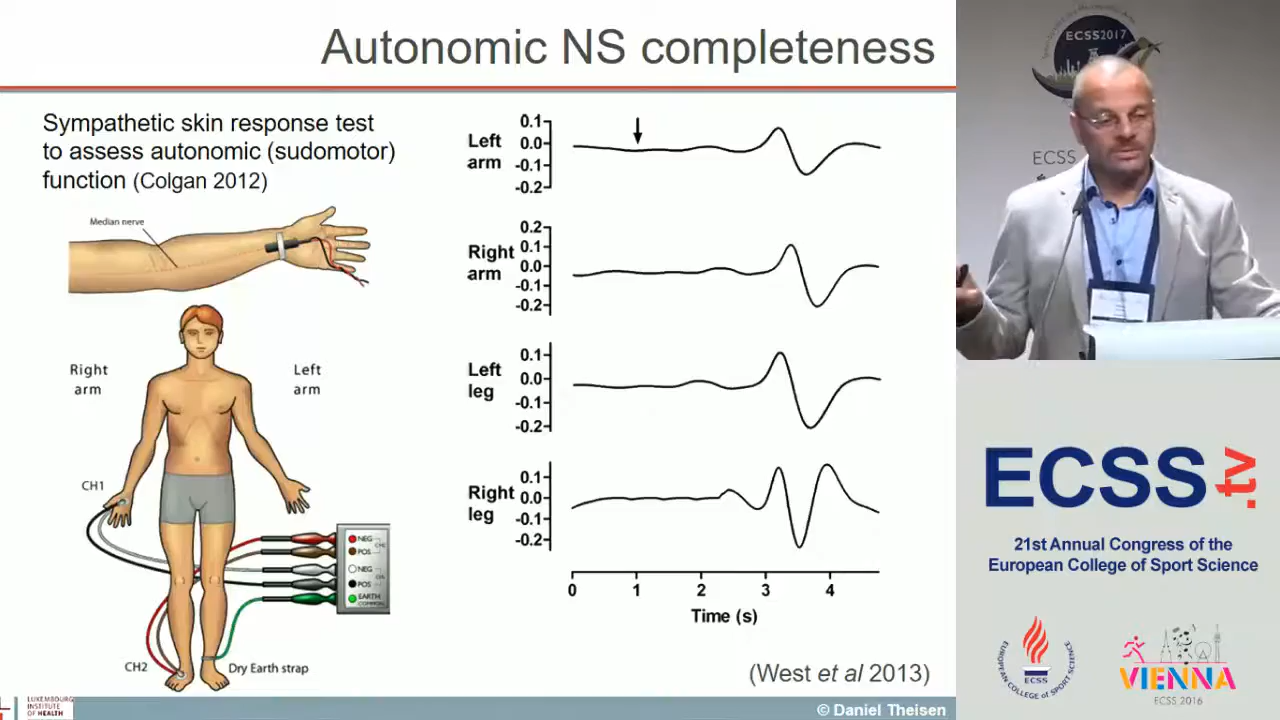 Autonomic NS completeness
Sympathetic skin response test
to assess autonomic (sudomotor)
function (Colgan 2012)
Median nerve
Right
arm
Left
arm
CH1
NEG
POS
NEG
POS
EARTH
CH2
Dry Earth strap
Left
arm
0.1
0.0
-0.1
-0.2
Right
arm
0.2
0.1
0.0
-0.1
-0.2
Left
leg
0.1
0.0
-0.1
-0.2
Right
leg
0.1
0.0
-0.1
-0.2
0 1 2 3 4
Time (s)
(West et al 2013)
LUXEMBOURG
INSTITUTE
OF HEALTH
© Daniel Theisen
ECSS2017
ECSS
ECSS.tv
21st Annual Congress of the
European College of Sport Science
EUROPEAN COLLEGE of SPORT SCIENCE
ECSS
VIENNA
ECSS 2016